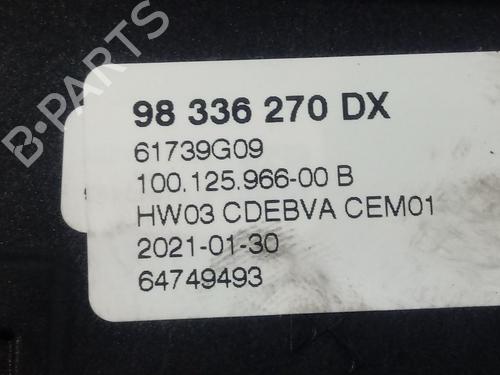 B-PARTS
98 336 270 DX
61739G09
100.125.966-00 B
HW03 CDEBVA CEM01
2021-01-30
64749493